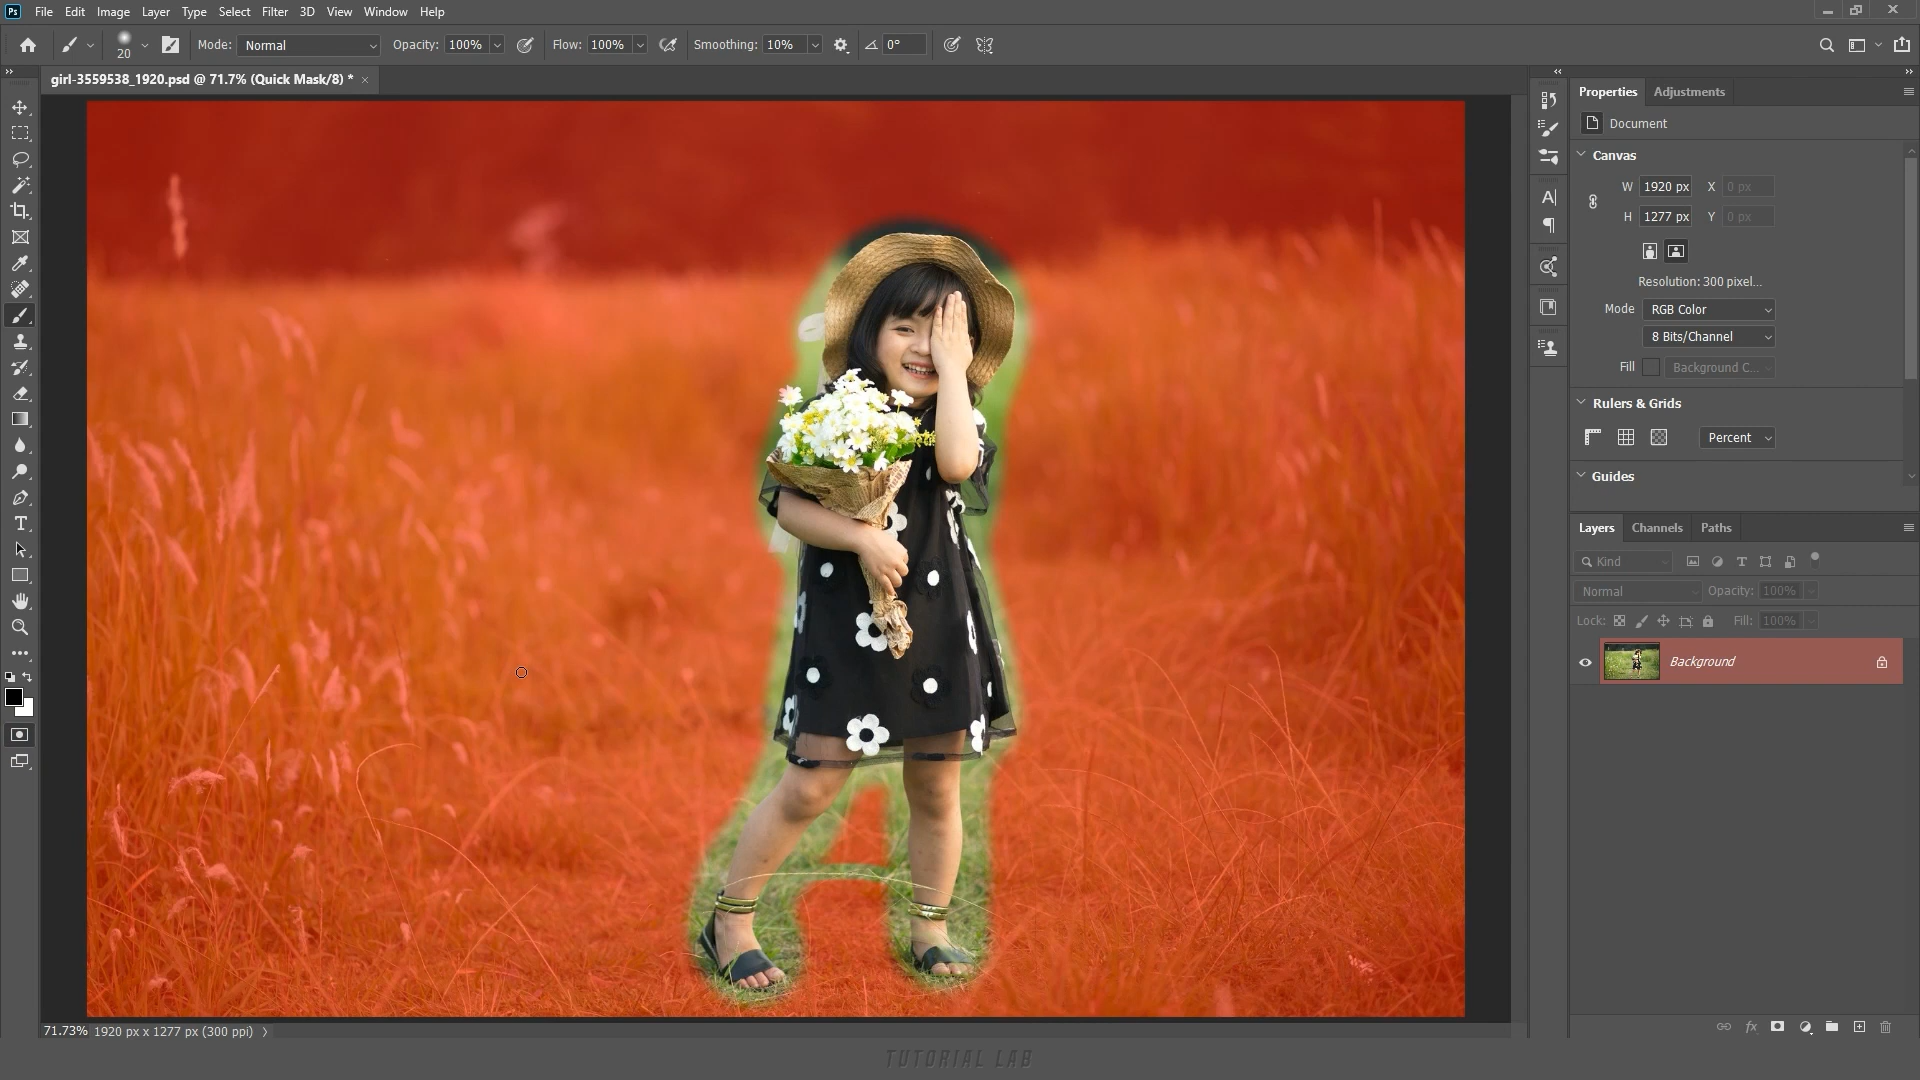 Ps File Edit Image Layer Type Select Filter 3D View Window Help
20 Mode: Normal Opacity: 100% Flow: 100% Smoothing: 10% 0°
girl-3559538_1920.psd @ 71.7% (Quick Mask/8) *
Properties Adjustments
Document
Canvas
W 1920 px X 0 px
H 1277 px Y 0 px
Resolution: 300 pixel...
Mode RGB Color
8 Bits/Channel
Fill Background C...
Rulers & Grids
Percent
Guides
Layers Channels Paths
Kind
Normal Opacity: 100%
Lock: Fill: 100%
Background
71.73% 1920 px x 1277 px (300 ppi)
TUTORIAL LAB